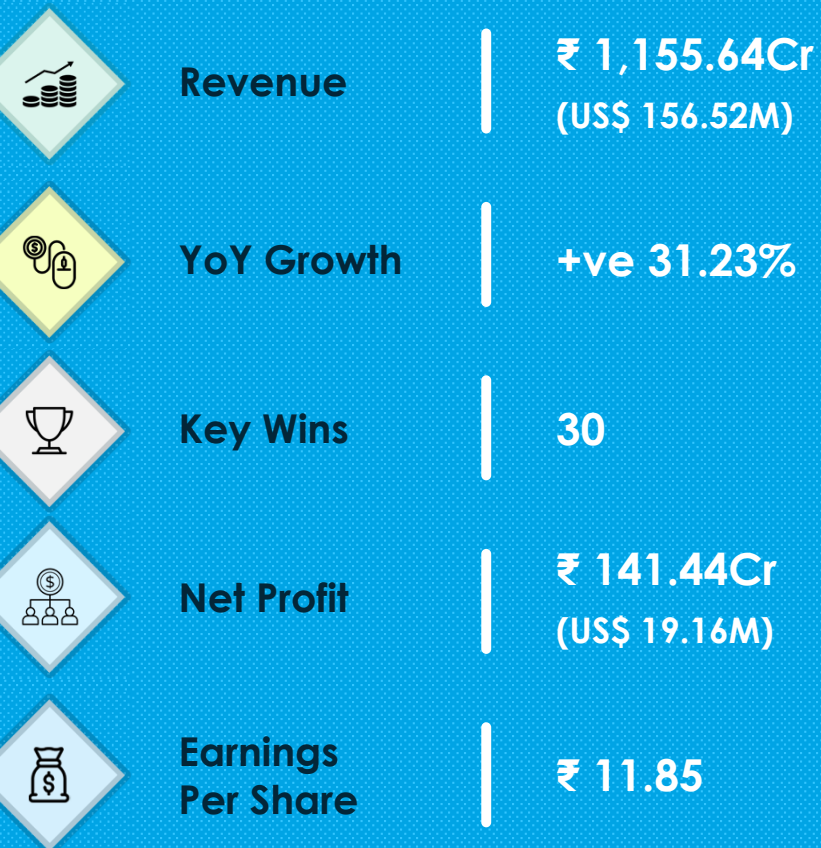 Revenue
₹ 1,155.64Cr
(US$ 156.52M)
YoY Growth
+ve 31.23%
Key Wins
30
Net Profit
₹ 141.44Cr
(US$ 19.16M)
Earnings
Per Share
₹ 11.85